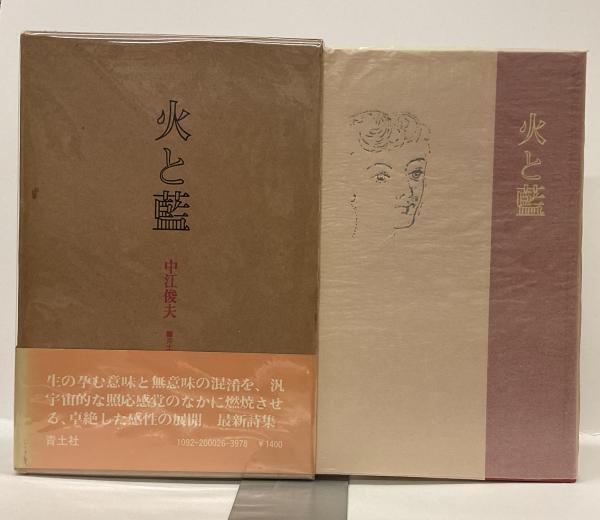 火と藍
中江俊夫
生の孕む意味と無意味の混淆を、汎
宇宙的な照応感覚のなかに燃焼させ
る、卓絶した感性の展開　最新詩集
青土社
1092-200026-3978　￥1400
火と藍